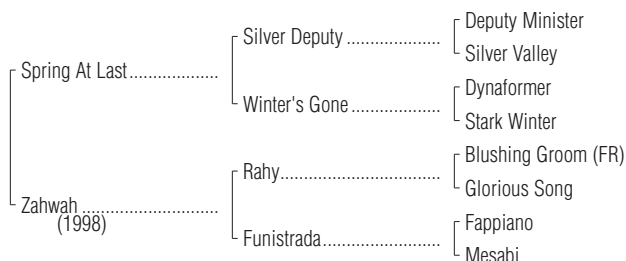 Deputy Minister
Silver Deputy ......................
Silver Valley
Spring At Last.....................
Dynaformer
Winter's Gone .....................
Stark Winter
Blushing Groom (FR)
Rahy......................................
Glorious Song
Zahwah ................................
(1998)
Fappiano
Funistrada............................
Mesabi